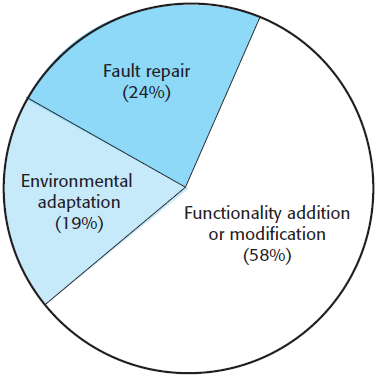 Fault repair
(24%)
Environmental
adaptation
(19%)
Functionality addition
or modification
(58%)